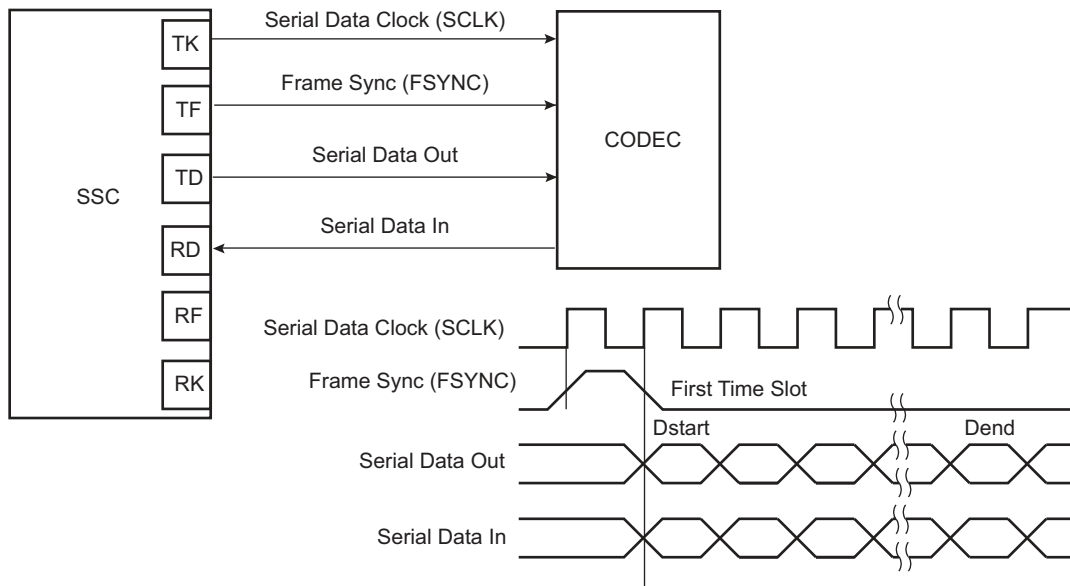 TK
Serial Data Clock (SCLK)
TF
Frame Sync (FSYNC)
CODEC
SSC
TD
Serial Data Out
RD
Serial Data In
RF
RK
Serial Data Clock (SCLK)
Frame Sync (FSYNC)
First Time Slot
Dstart
Dend
Serial Data Out
Serial Data In